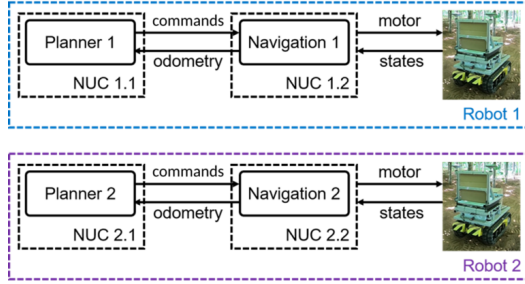 commands
motor
Planner 1
Navigation 1
odometry
states
NUC 1.1
NUC 1.2
Robot 1
commands
motor
Planner 2
Navigation 2
odometry
states
NUC 2.1
NUC 2.2
Robot 2